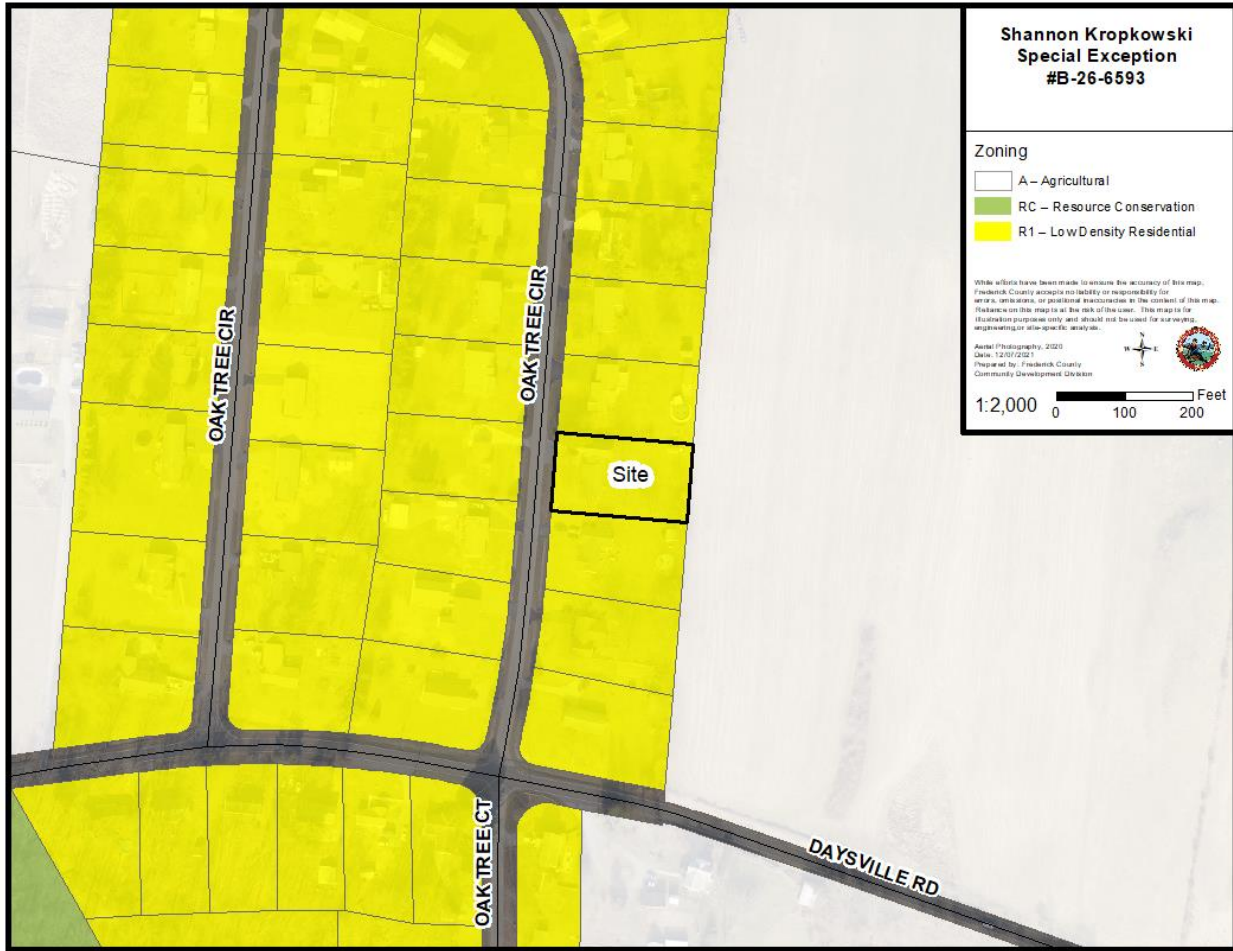 Shannon Kropkowski
Special Exception
#B-26-6593
Zoning
A – Agricultural
RC – Resource Conservation
R1 – Low Density Residential
While efforts have been made to ensure the accuracy of this map,
Frederick County accepts no liability or responsibility for
errors, omissions, or positional inaccuracies in the content of this map.
Reliance on this map is at the risk of the user. This map is for
illustration purposes only and should not be used for surveying,
engineering, or site-specific analysis.
Aerial Photography, 2020
Date: 12/07/2021
Prepared by: Frederick County
Community Development Division
N
W E
S
1:2,000
Feet
0 100 200
OAK TREE CIR
OAK TREE CIR
Site
OAK TREE CT
DAYSVILLE RD